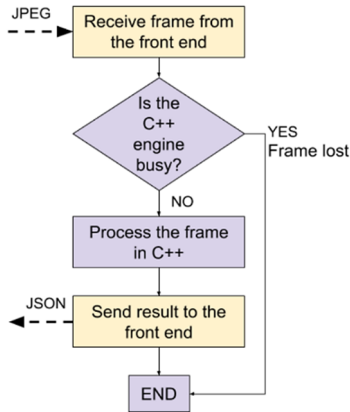 JPEG
Receive frame from
the front end
Is the
C++
engine
busy?
YES
Frame lost
NO
Process the frame
in C++
JSON
Send result to the
front end
END